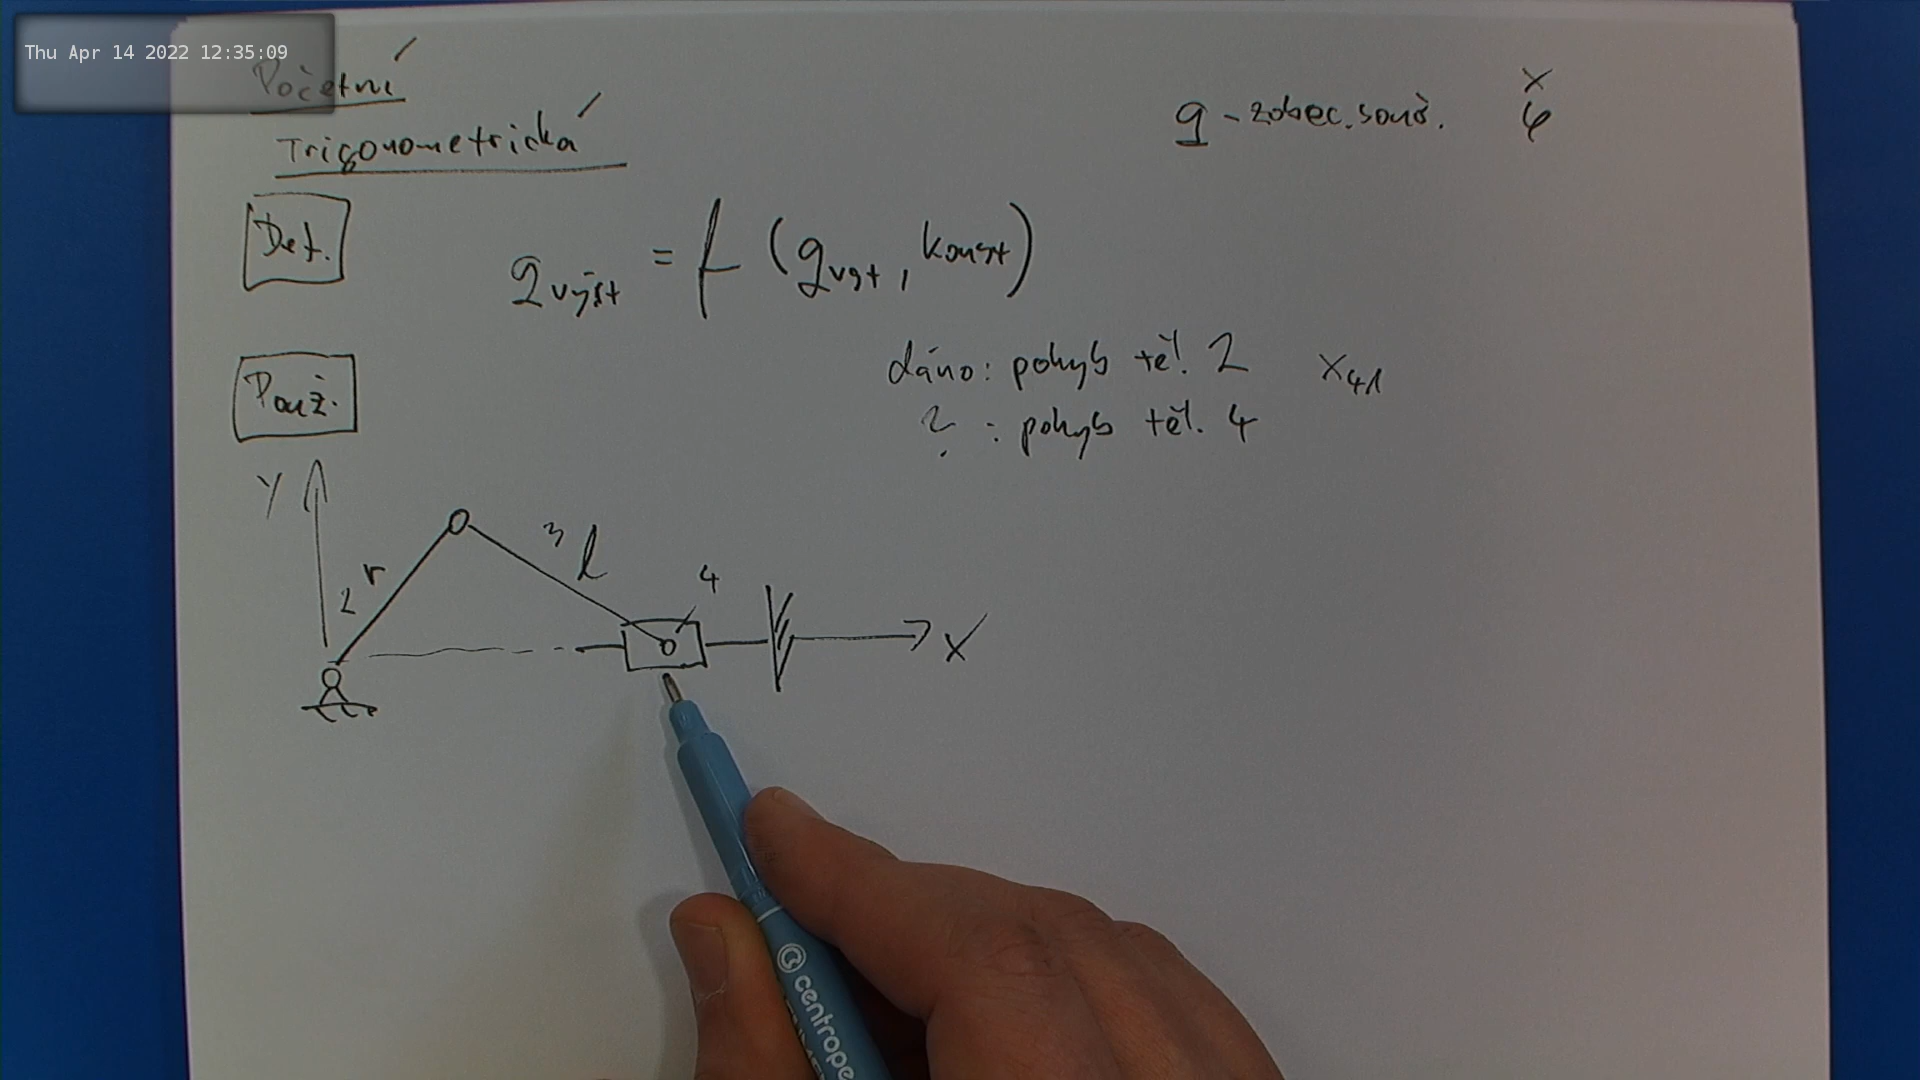 Thu Apr 14 2022 12:35:09
Početní
Trigonometrická
q - zobec. souř. x
φ
Def.
q výst = f (q vst, konst)
dáno: pohyb těl. 2 x41
? : pohyb těl. 4
Použ.
y
3 l
2 r
4
x
centrope